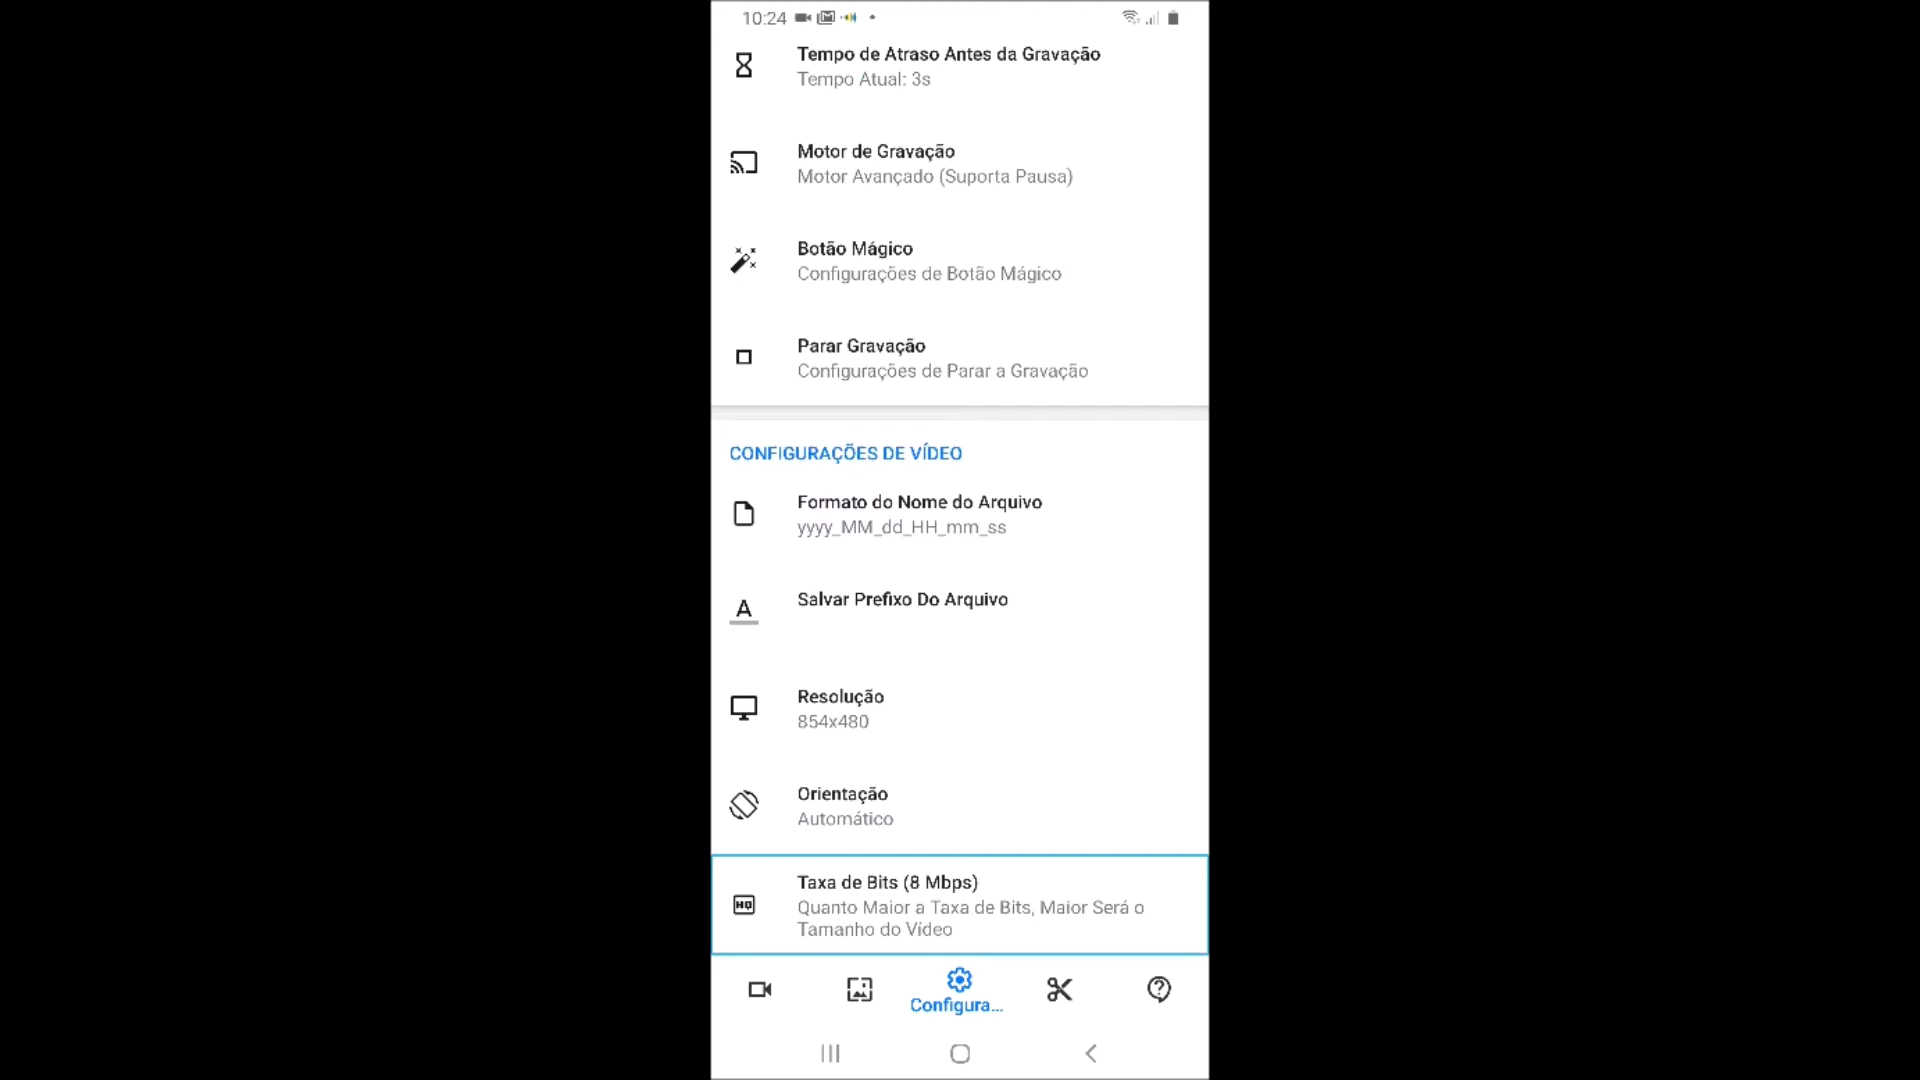 10:24
Tempo de Atraso Antes da Gravação
Tempo Atual: 3s
Motor de Gravação
Motor Avançado (Suporta Pausa)
Botão Mágico
Configurações de Botão Mágico
Parar Gravação
Configurações de Parar a Gravação
CONFIGURAÇÕES DE VÍDEO
Formato do Nome do Arquivo
yyyy_MM_dd_HH_mm_ss
A
Salvar Prefixo Do Arquivo
Resolução
854x480
Orientação
Automático
HQ
Taxa de Bits (8 Mbps)
Quanto Maior a Taxa de Bits, Maior Será o
Tamanho do Vídeo
Configura...